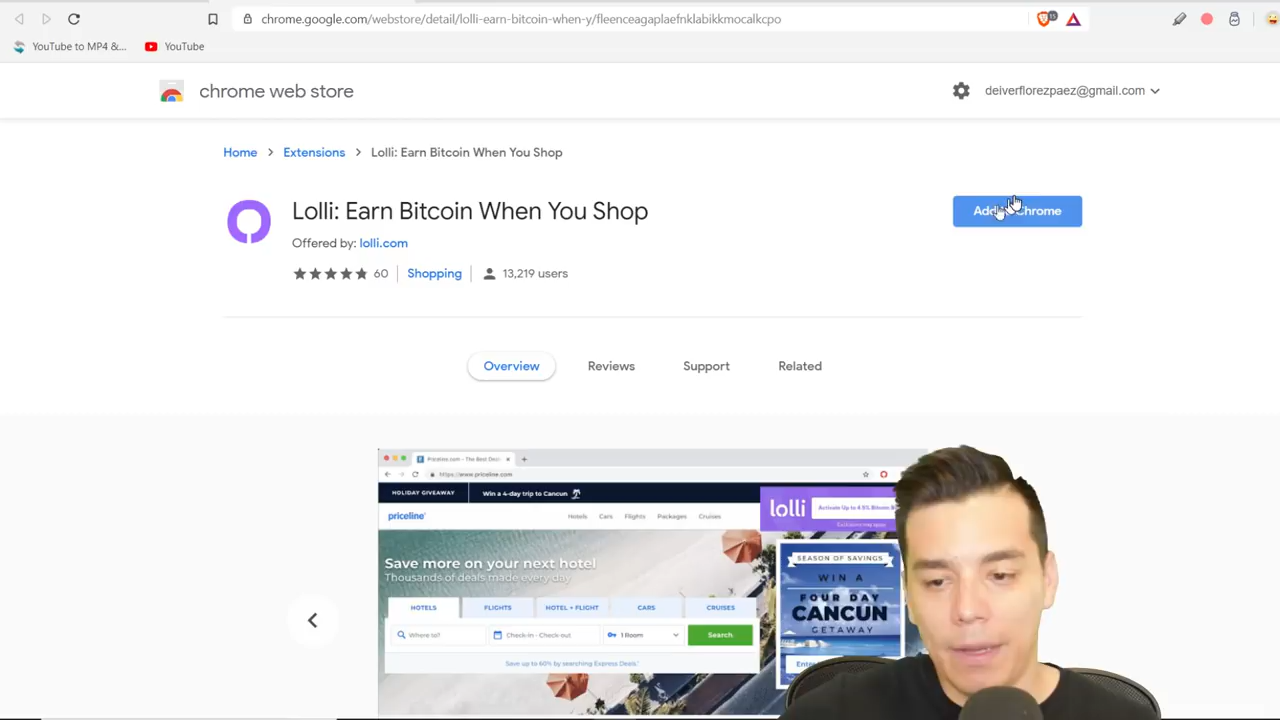 chrome.google.com/webstore/detail/lolli-earn-bitcoin-when-y/fleenceagaplaefnklabikkmocalkcpo
15
YouTube to MP4 &...
YouTube
chrome web store
deiverflorezpaez@gmail.com
Home > Extensions > Lolli: Earn Bitcoin When You Shop
Lolli: Earn Bitcoin When You Shop
Add Chrome
Offered by: lolli.com
60
Shopping
13,219 users
Overview
Reviews
Support
Related
Priceline.com - The Best Deal
https://www.priceline.com
HOLIDAY GIVEAWAY
Win a 4-day trip to Cancun
lolli
Activate Up to 4.5% Bitcoin B
priceline
Hotels
Cars
Flights
Packages
Cruises
Save more on your next hotel
Thousands of deals made every day
SEASON OF SAVINGS
WIN A
FOUR DAY
CANCUN
GETAWAY
HOTELS
FLIGHTS
HOTEL + FLIGHT
CARS
CRUISES
Where to?
Check-in - Check-out
1 Room
Search
Save up to 60% by searching Express Deals.
Enter